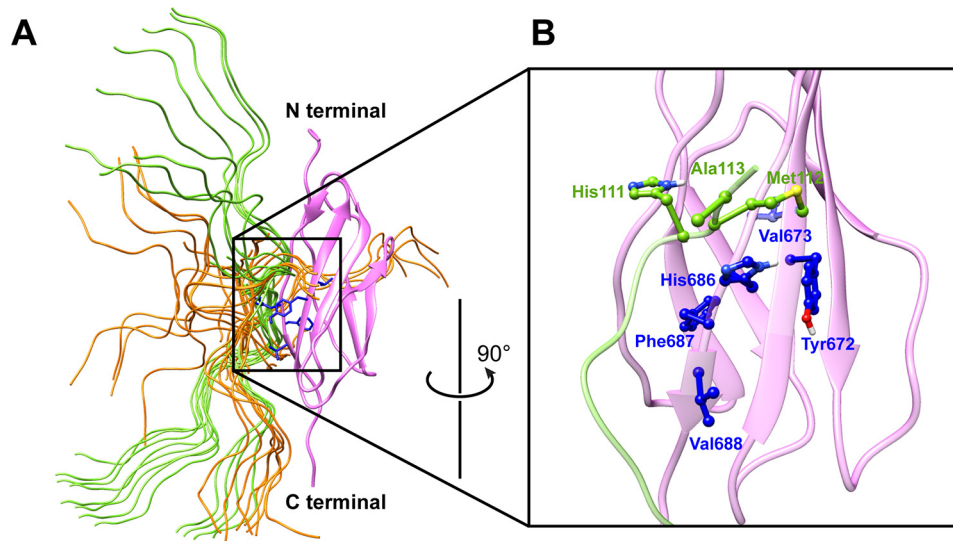 A
B
N terminal
Ala113
His111
Met112
Val673
His686
Phe687
Tyr672
90°
Val688
C terminal